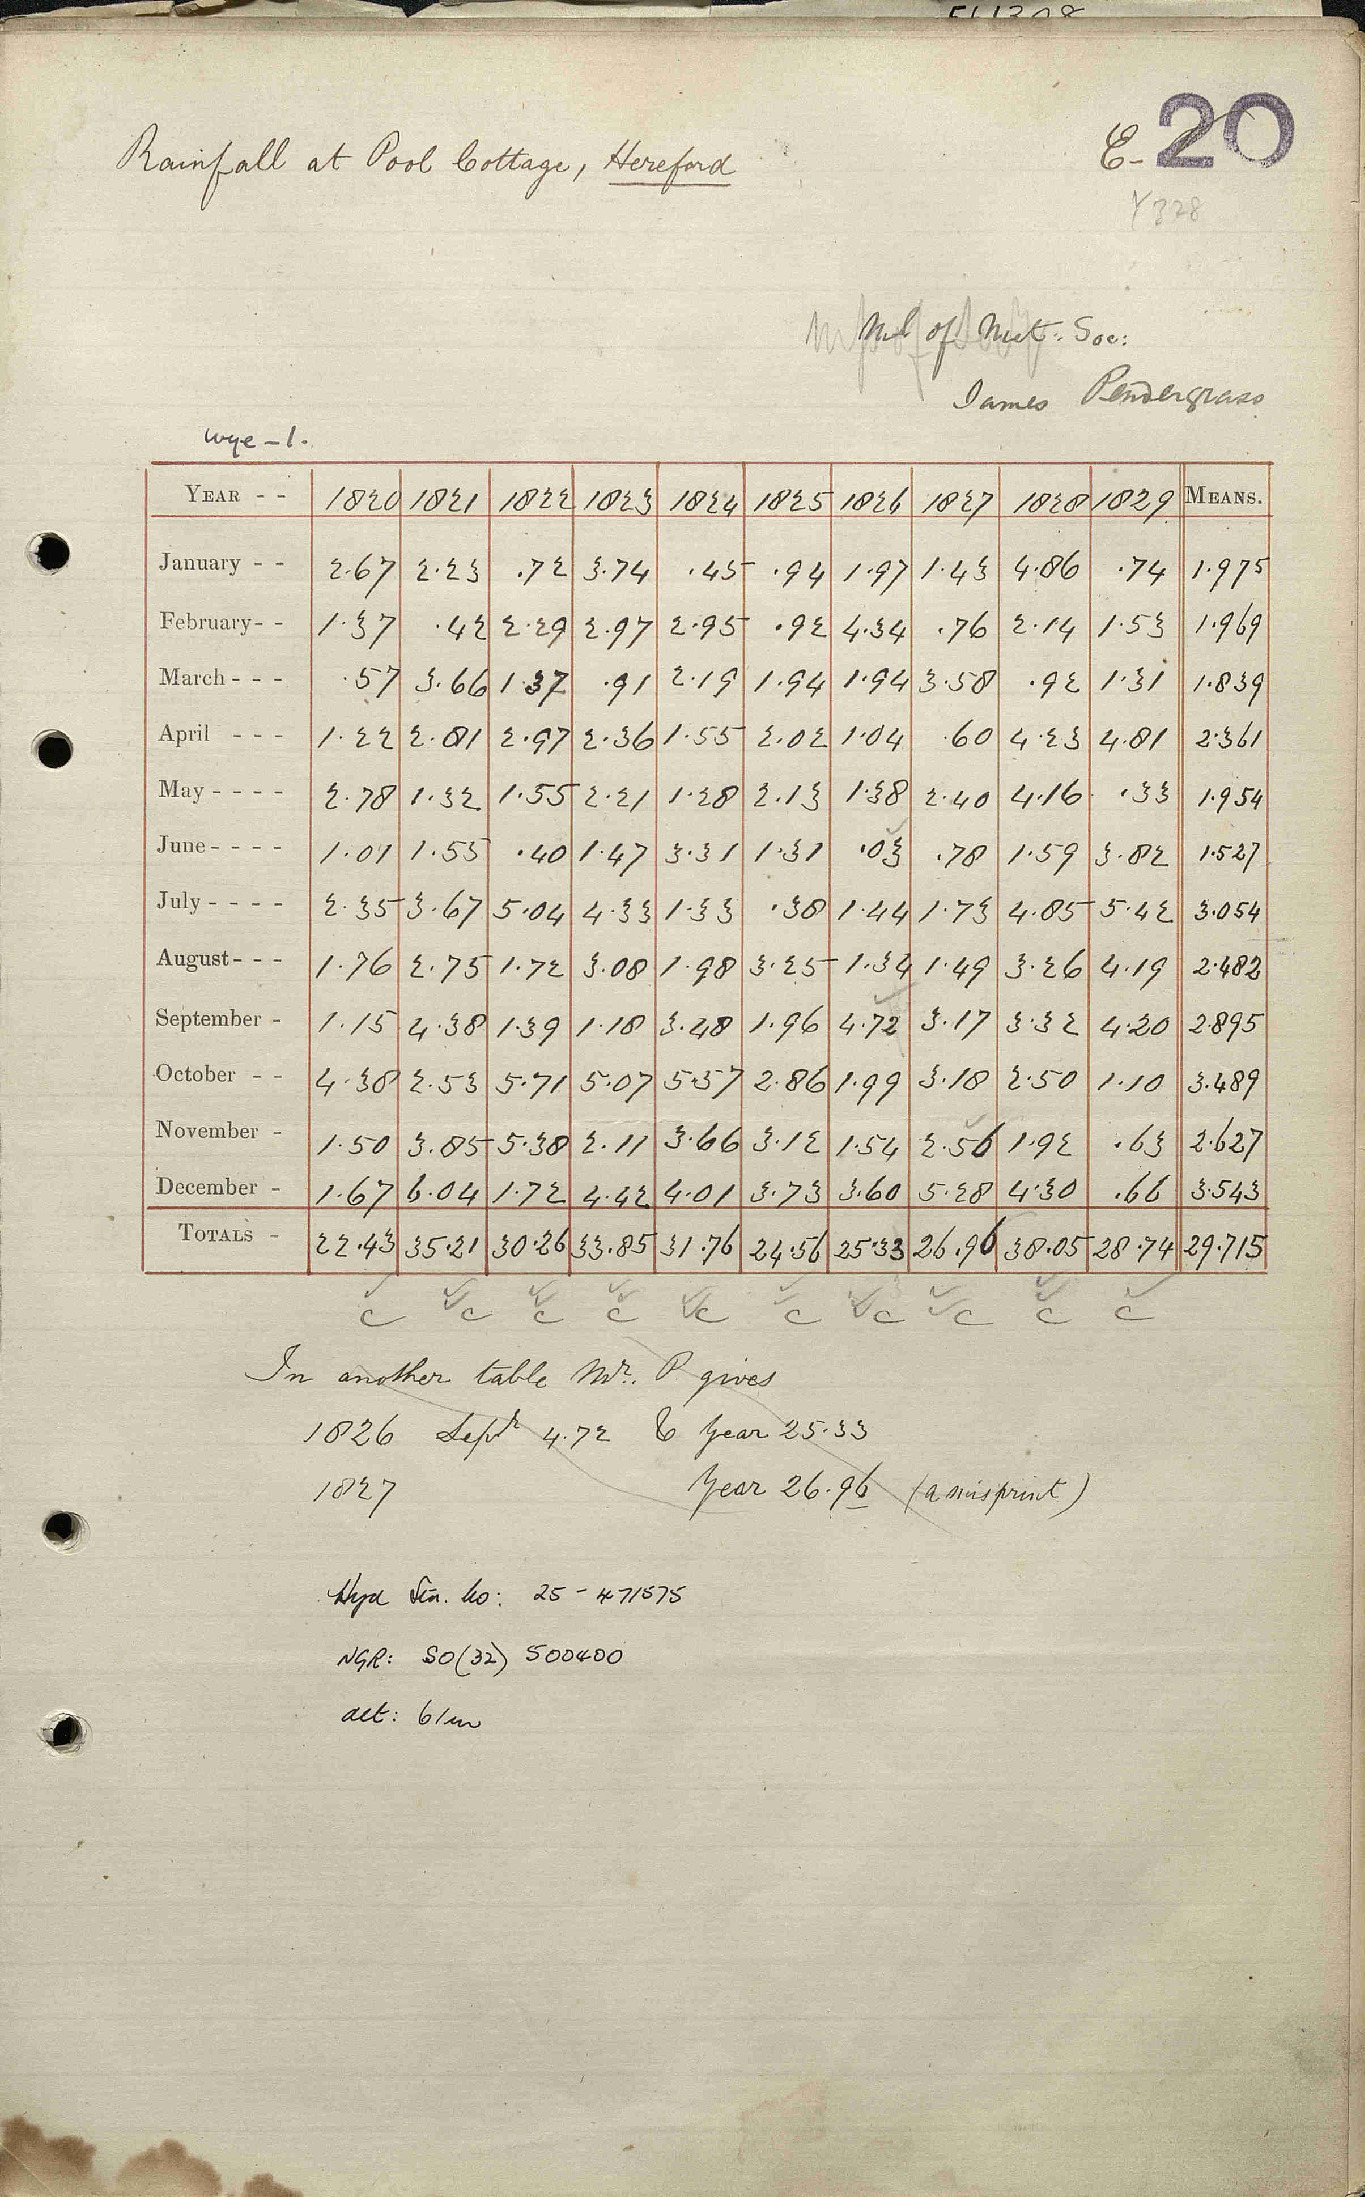 E-20
Rainfall at Pool Cottage, Hereford
Y328
of Met. Soc:
James Pendergrass
Wye - 1.
YEAR - - 1820 1821 1822 1823 1824 1825 1826 1827 1828 1829 MEANS.
January - - 2.67 2.23 .72 3.74 .45 .94 1.97 1.43 4.86 .74 1.975
February - - 1.37 .42 2.29 2.97 2.95 .92 4.34 .76 2.14 1.53 1.969
March - - - .57 3.66 1.37 .91 2.19 1.94 1.94 3.58 .92 1.31 1.839
April - - - 1.22 2.81 2.97 2.36 1.55 2.02 1.04 .60 4.23 4.81 2.361
May - - - - 2.78 1.32 1.55 2.21 1.28 2.13 1.38 2.40 4.16 .33 1.954
June - - - - 1.01 1.55 .40 1.47 3.31 1.31 .03 .78 1.59 3.82 1.527
July - - - - 2.35 3.67 5.04 4.33 1.33 .38 1.44 1.73 4.85 5.42 3.054
August - - - 1.76 2.75 1.72 3.08 1.98 3.25 1.34 1.49 3.26 4.19 2.482
September - 1.15 4.38 1.39 1.18 3.48 1.96 4.72 3.17 3.32 4.20 2.895
October - - 4.38 2.53 5.71 5.07 5.57 2.86 1.99 3.18 2.50 1.10 3.489
November - 1.50 3.85 5.38 2.11 3.66 3.12 1.54 2.56 1.92 .63 2.627
December - 1.67 6.04 1.72 4.42 4.01 3.73 3.60 5.28 4.30 .66 3.543
TOTALS - 22.43 35.21 30.26 33.85 31.76 24.56 25.33 26.96 38.05 28.74 29.715
c c c c c c c c c c
In another table Mr. P. gives
1826 Septr 4.72 & Year 25.33
1827 Year 26.96 (a misprint)
Hyd Stn. No: 25 - 471575
NGR: SO(32) 500400
alt: 61m